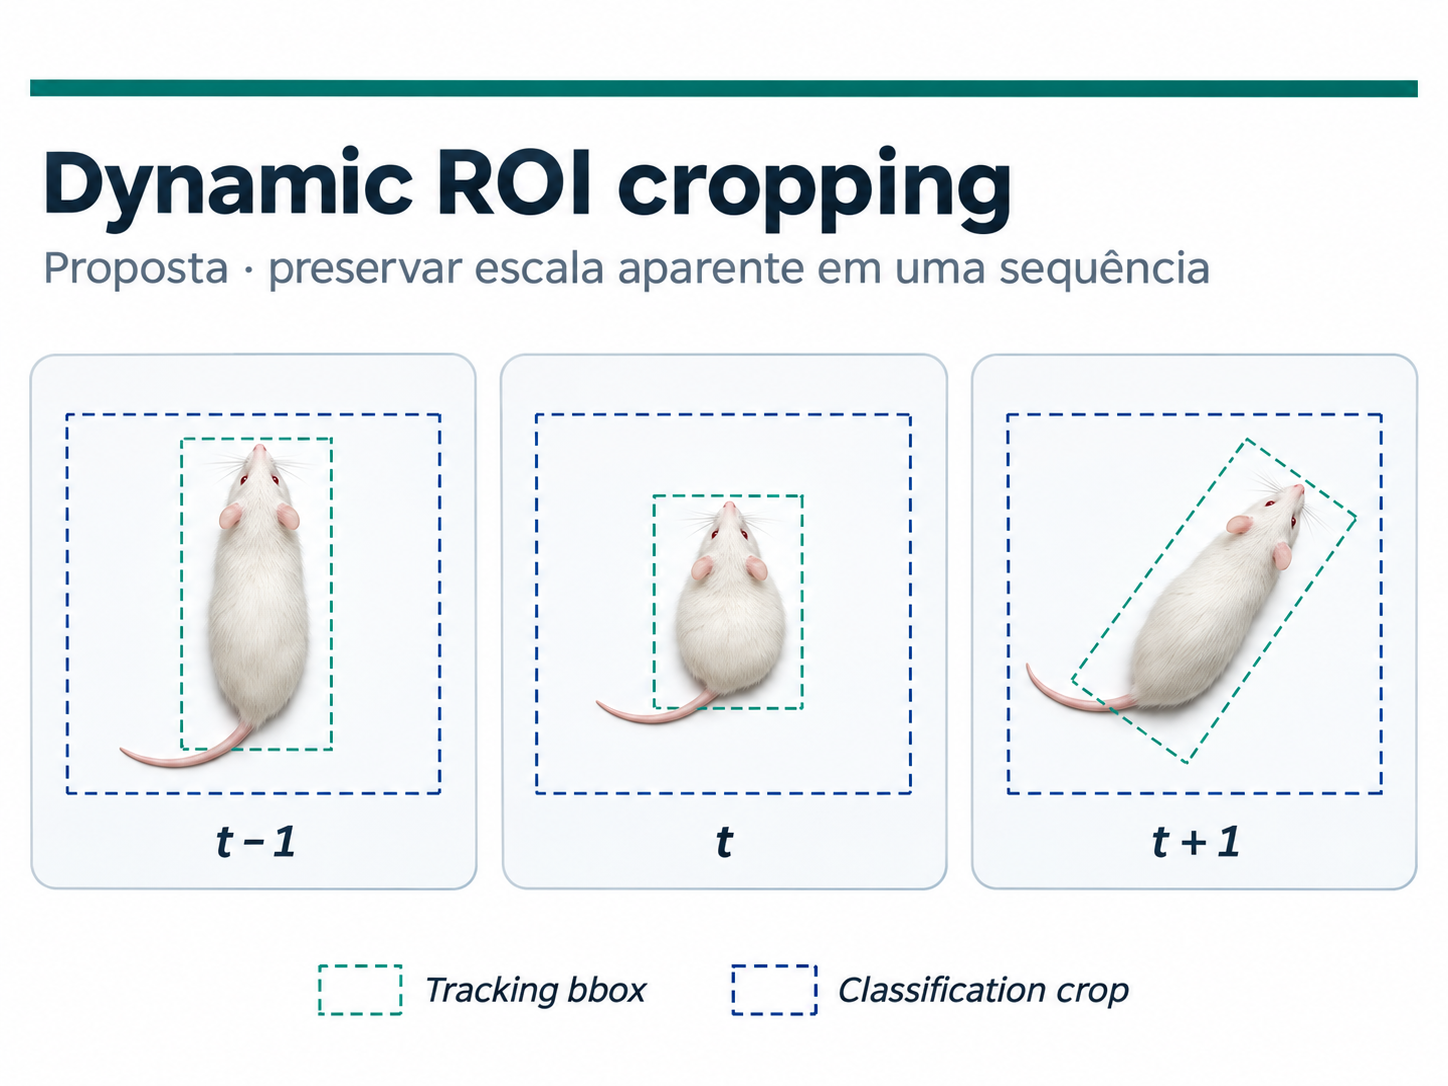 Dynamic ROI cropping
Proposta · preservar escala aparente em uma sequência
t – 1
t
t + 1
Tracking bbox
Classification crop